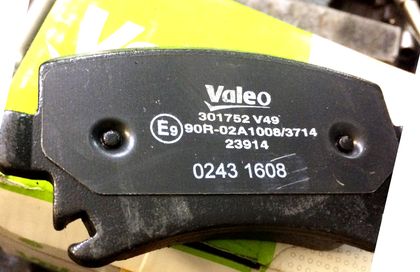 Valeo
301752 V49
E9 90R-02A1008/3714
23914
0243 1608